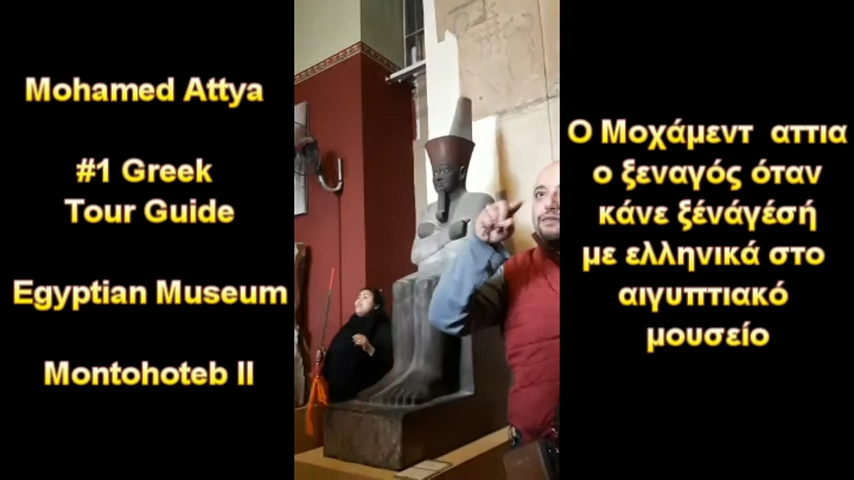 Mohamed Attya
#1 Greek
Tour Guide
Egyptian Museum
Montohoteb II
Ο Μοχάμεντ αττια
ο ξεναγός όταν
κάνε ξένάγέσή
με ελληνικά στο
αιγυπτιακό
μουσείο